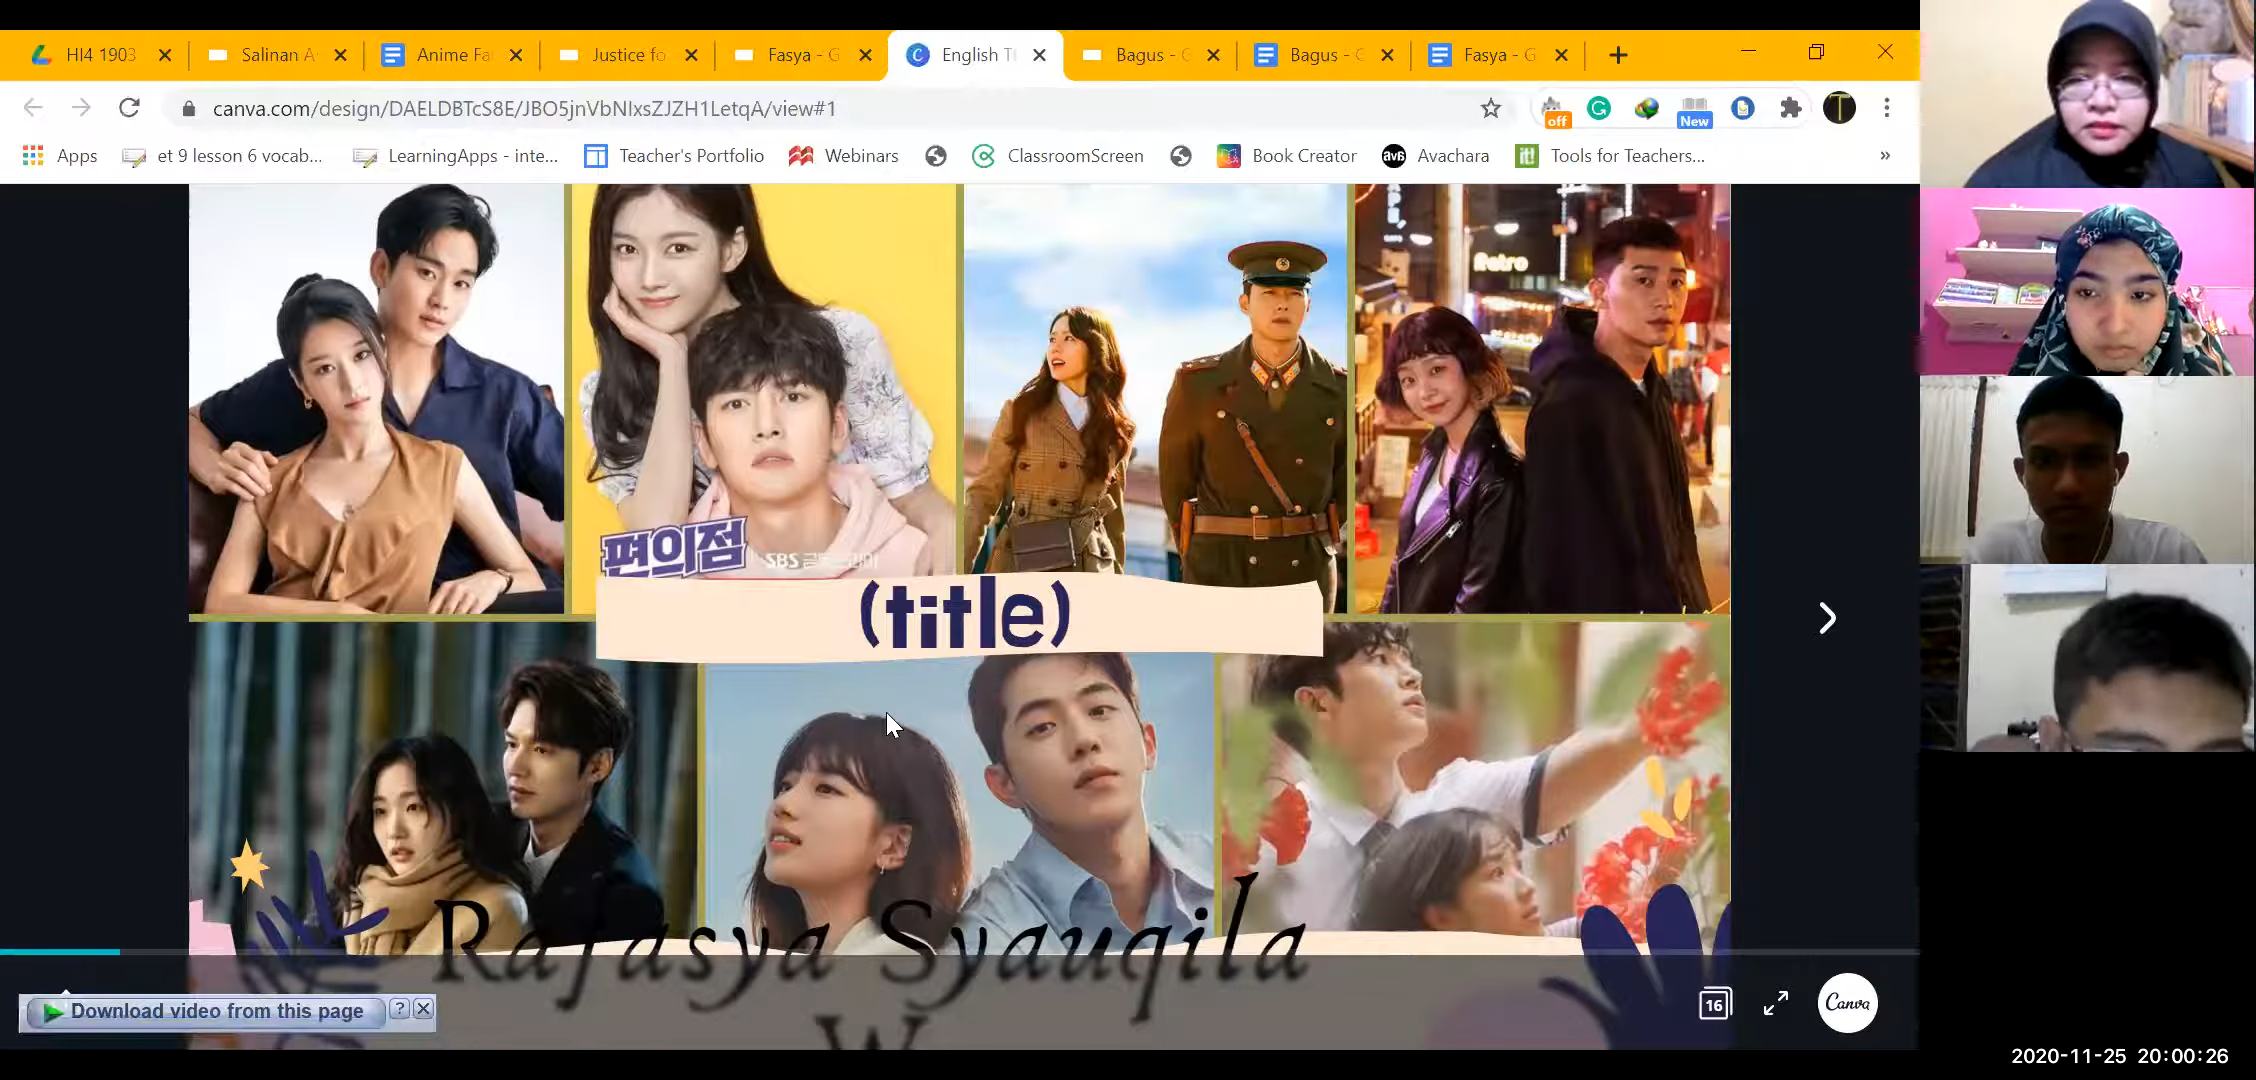 HI4 1903
Salinan A
Anime Fa
Justice fo
Fasya - G
English T
Bagus - G
Bagus - G
Fasya - G
canva.com/design/DAELDBTcS8E/JBO5jnVbNIxsZJZH1LetqA/view#1
off
New
Apps
et 9 lesson 6 vocab...
LearningApps - inte...
Teacher's Portfolio
Webinars
ClassroomScreen
Book Creator
Avachara
Tools for Teachers...
»
Retro
편의점
SBS
(title)
Rafasya Syauqila
W
Download video from this page
?
16
Canva
2020-11-25 20:00:26